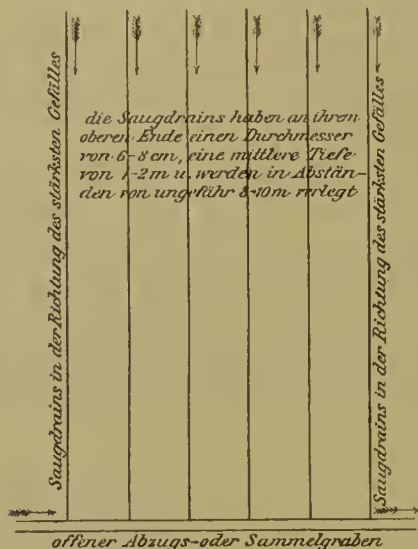 Saugdrains in der Richtung des stärksten Gefälles
die Saugdrains haben an ihrem
oberen Ende einen Durchmesser
von 6-8 cm, eine mittlere Tiefe
von 1-2 m u. werden in Abstän-
den von ungefähr 8-10 m verlegt
Saugdrains in der Richtung des stärksten Gefälles
offener Abzugs- oder Sammelgraben